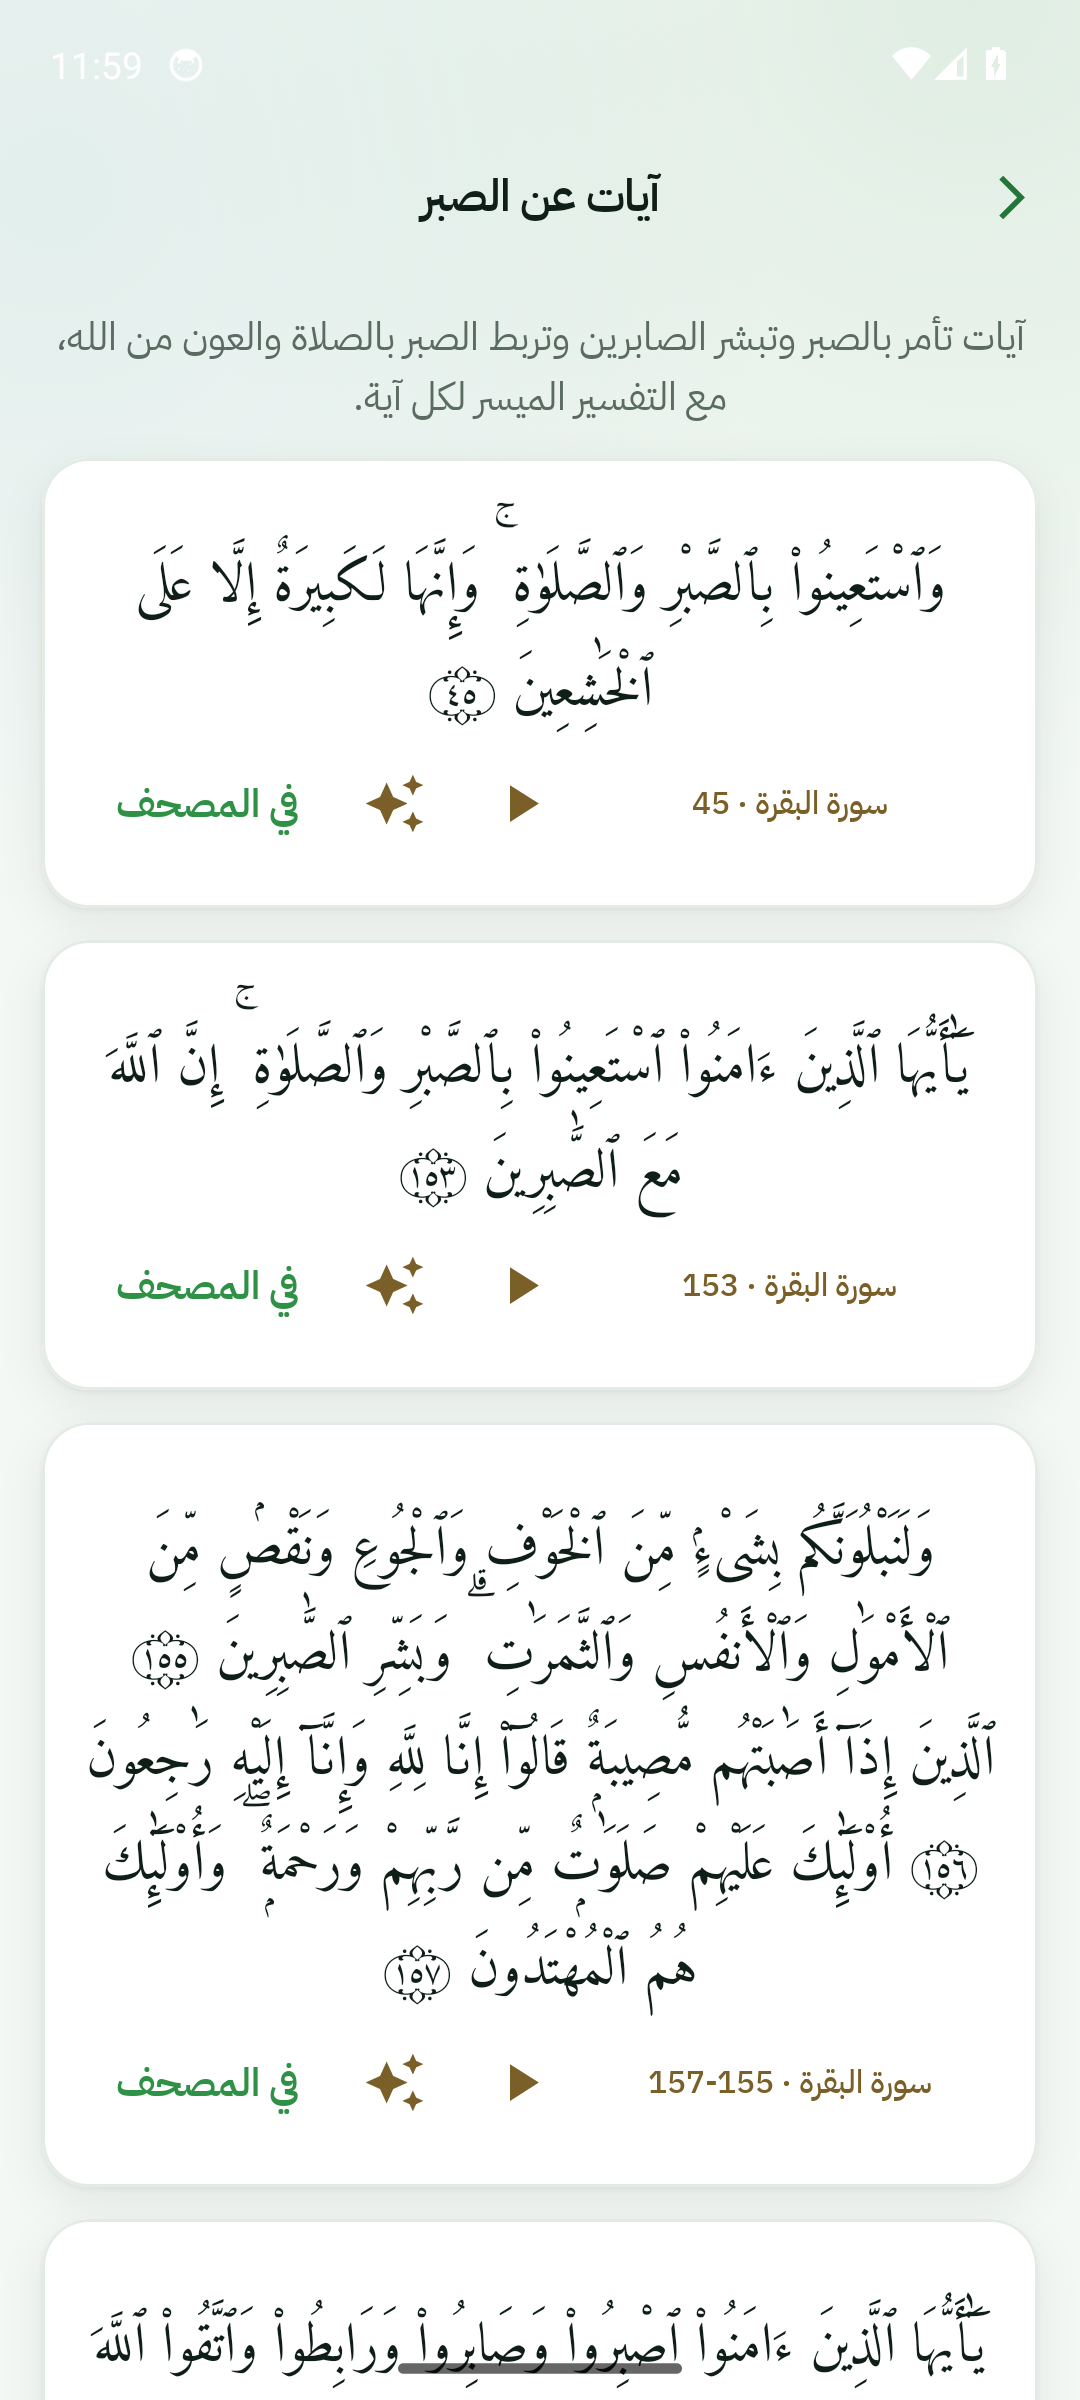 11:59
آيات عن الصبر
آيات تأمر بالصبر وتبشر الصابرين وتربط الصبر بالصلاة والعون من الله،
مع التفسير الميسر لكل آية.
وَٱسْتَعِينُوا۟ بِٱلصَّبْرِ وَٱلصَّلَوٰةِ ۚ وَإِنَّهَا لَكَبِيرَةٌ إِلَّا عَلَى
ٱلْخَـٰشِعِينَ ٤٥
سورة البقرة · 45
في المصحف
يَـٰٓأَيُّهَا ٱلَّذِينَ ءَامَنُوا۟ ٱسْتَعِينُوا۟ بِٱلصَّبْرِ وَٱلصَّلَوٰةِ ۚ إِنَّ ٱللَّهَ
مَعَ ٱلصَّـٰبِرِينَ ١٥٣
سورة البقرة · 153
في المصحف
وَلَنَبْلُوَنَّكُم بِشَىْءٍۢ مِّنَ ٱلْخَوْفِ وَٱلْجُوعِ وَنَقْصٍۢ مِّنَ
ٱلْأَمْوَٰلِ وَٱلْأَنفُسِ وَٱلثَّمَرَٰتِ ۗ وَبَشِّرِ ٱلصَّـٰبِرِينَ ١٥٥
ٱلَّذِينَ إِذَآ أَصَـٰبَتْهُم مُّصِيبَةٌ قَالُوٓا۟ إِنَّا لِلَّهِ وَإِنَّآ إِلَيْهِ رَٰجِعُونَ
١٥٦ أُو۟لَـٰٓئِكَ عَلَيْهِمْ صَلَوَٰتٌۭ مِّن رَّبِّهِمْ وَرَحْمَةٌۭ ۖ وَأُو۟لَـٰٓئِكَ
هُمُ ٱلْمُهْتَدُونَ ١٥٧
سورة البقرة · 155-157
في المصحف
يَـٰٓأَيُّهَا ٱلَّذِينَ ءَامَنُوا۟ ٱصْبِرُوا۟ وَصَابِرُوا۟ وَرَابِطُوا۟ وَٱتَّقُوا۟ ٱللَّهَ